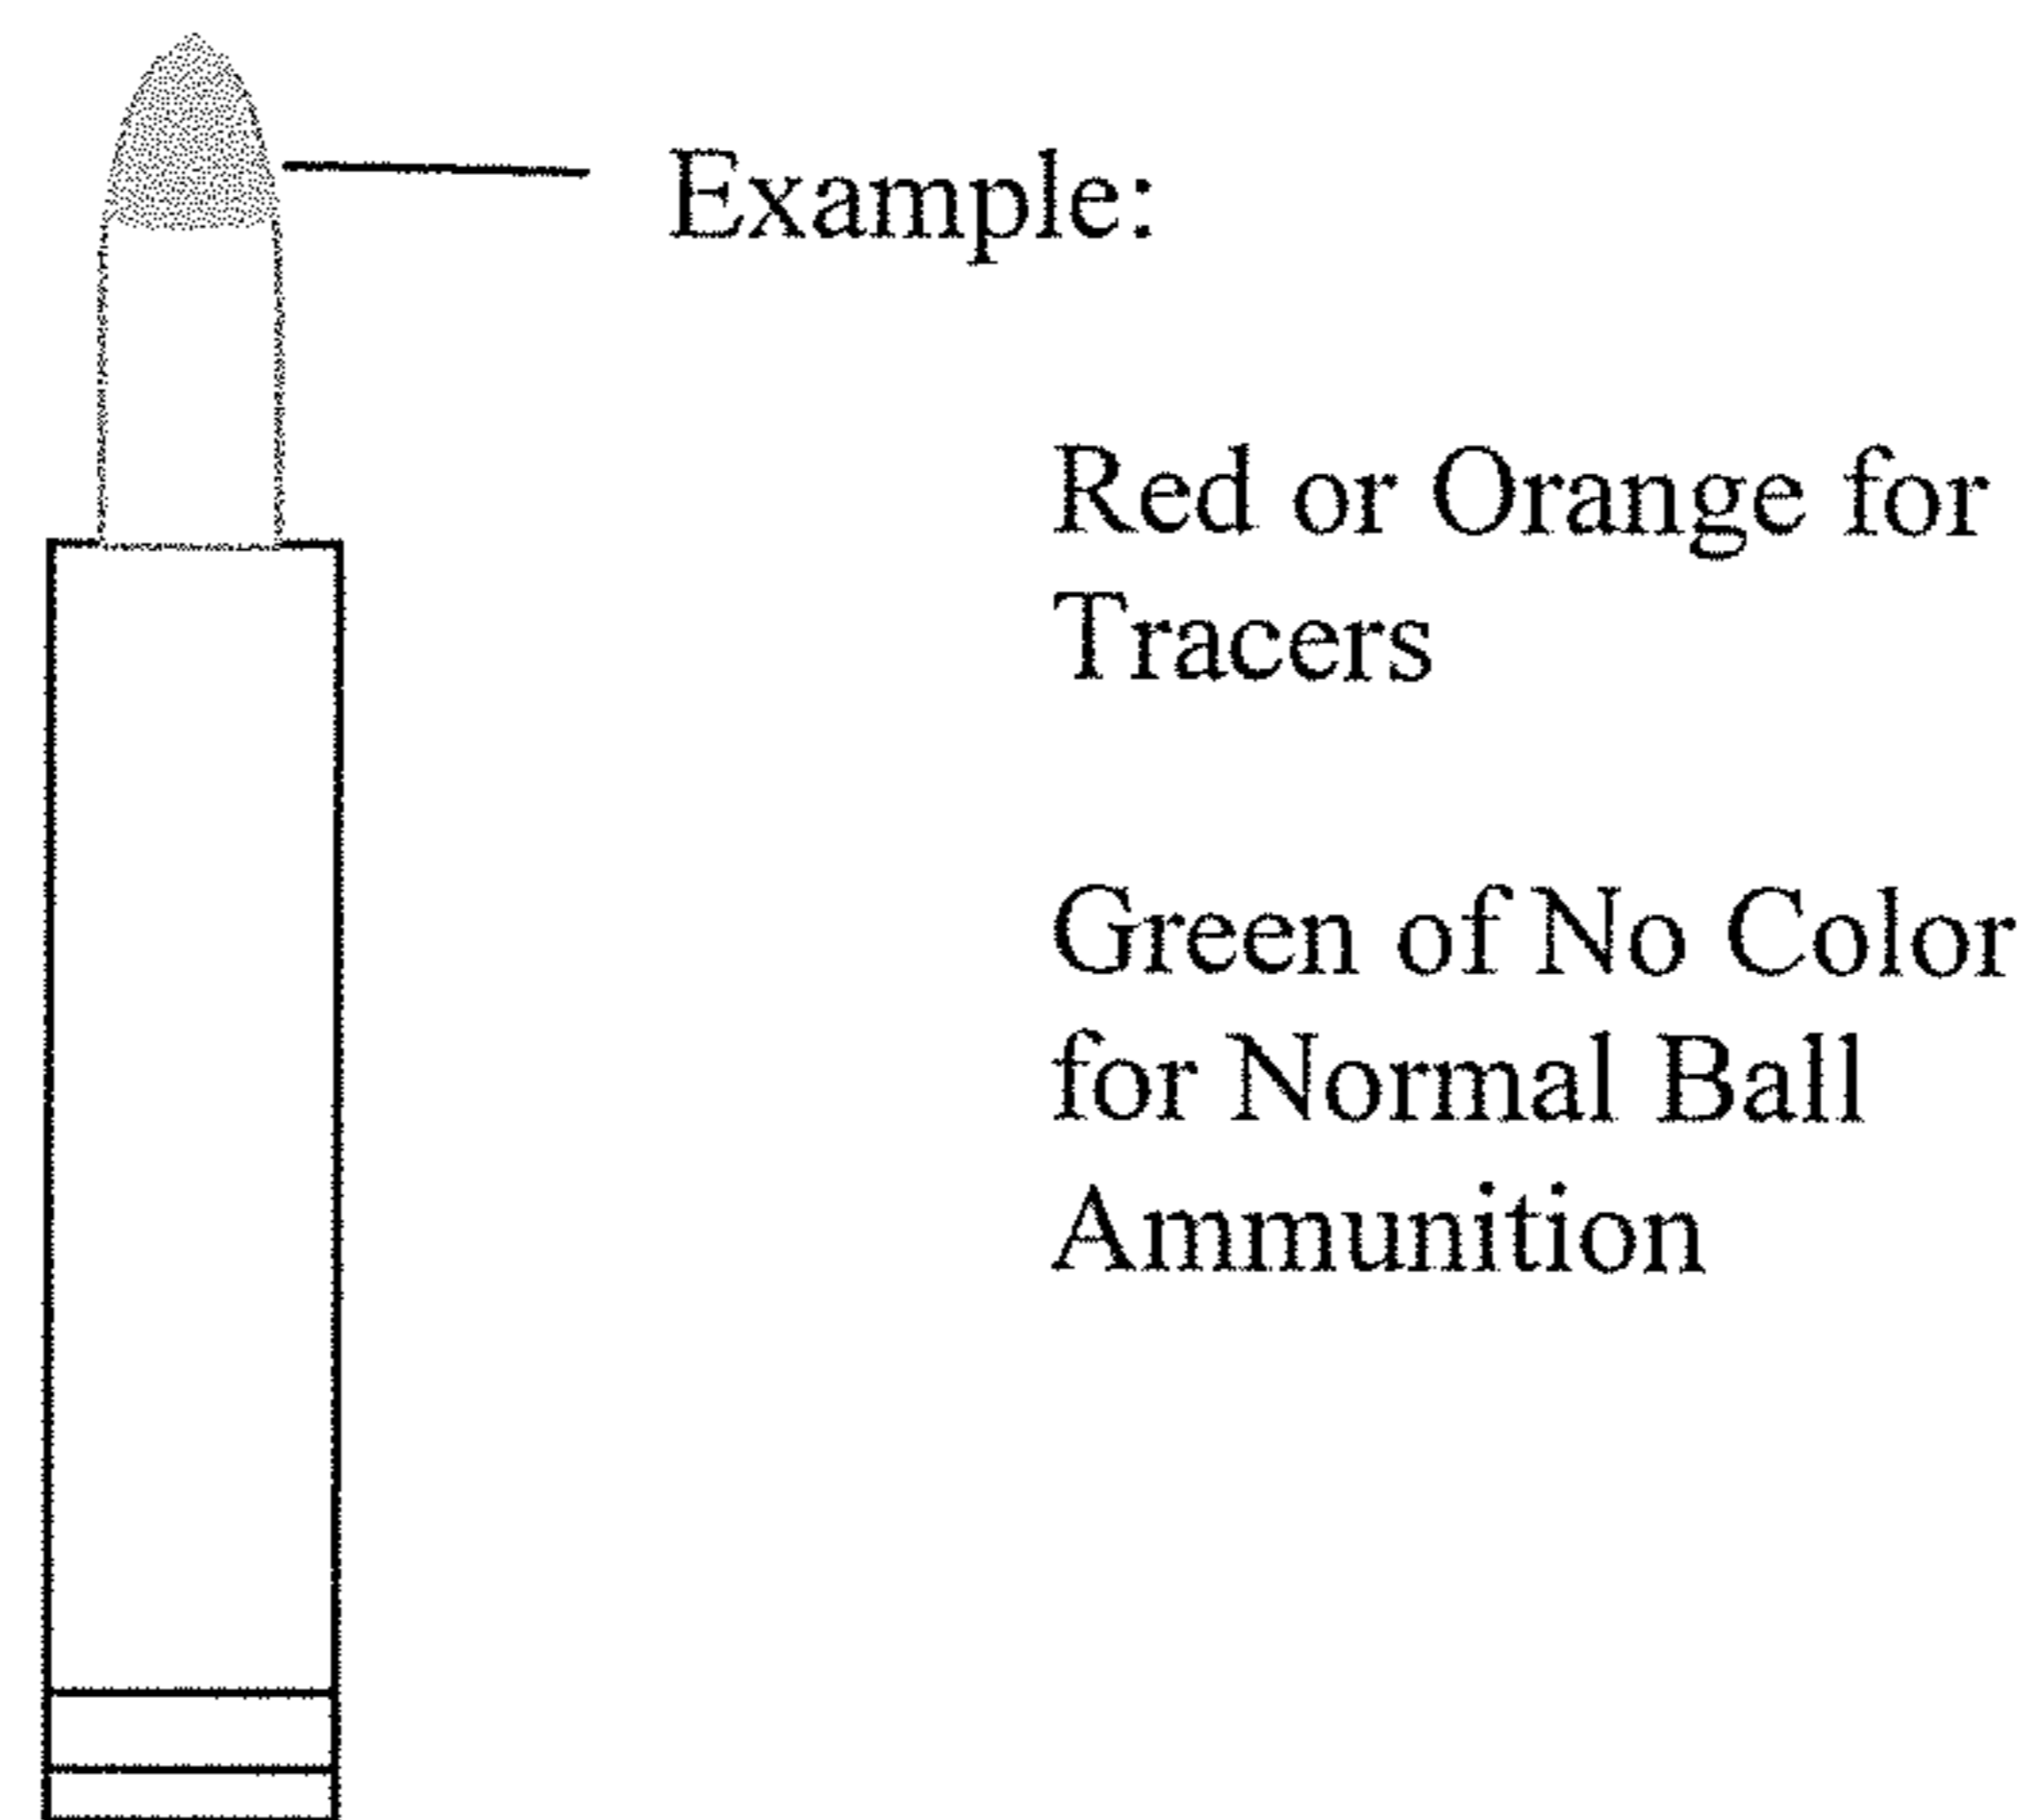 Example:
Red or Orange for
Tracers
Green of No Color
for Normal Ball
Ammunition